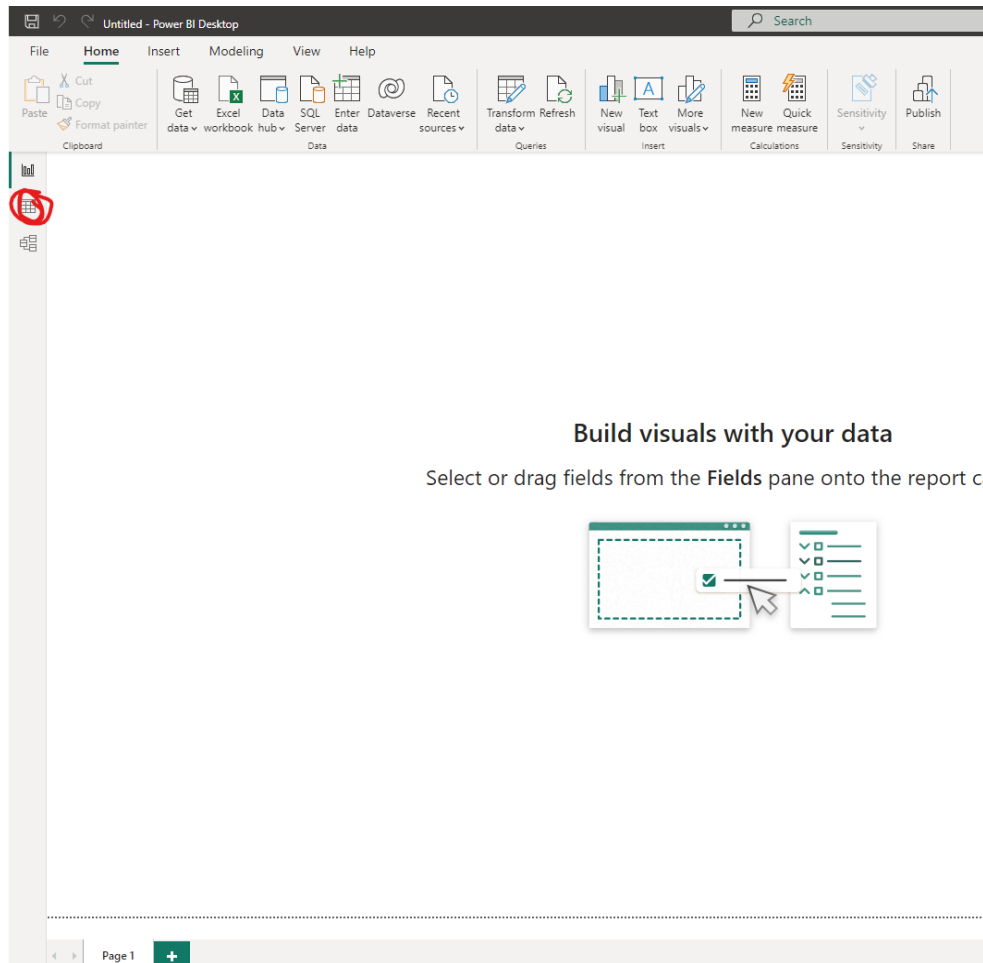 Untitled - Power BI Desktop
Search
File Home Insert Modeling View Help
Paste
Cut
Copy
Format painter
Clipboard
Get data
Excel workbook
Data hub
SQL Server
Enter data
Dataverse
Recent sources
Data
Transform data
Refresh
Queries
New visual
Text box
A
More visuals
Insert
New measure
Quick measure
Calculations
Sensitivity
Sensitivity
Publish
Share
Build visuals with your data
Select or drag fields from the Fields pane onto the report
Page 1